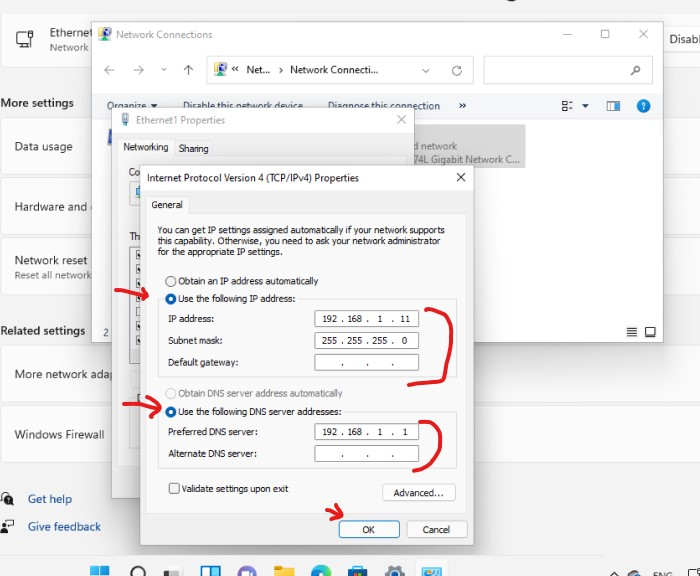 Ethernet
Network
Network Connections
« Net... › Network Connecti...
Disabl
Organize
Disable this network device
Diagnose this connection
»
More settings
Data usage
Hardware and
Network reset
Reset all network
Related settings
More network adap
Windows Firewall
Get help
Give feedback
Ethernet1 Properties
Networking
Sharing
Co
Th
d network
74L Gigabit Network C...
2
Internet Protocol Version 4 (TCP/IPv4) Properties
General
You can get IP settings assigned automatically if your network supports
this capability. Otherwise, you need to ask your network administrator
for the appropriate IP settings.
Obtain an IP address automatically
Use the following IP address:
IP address: 192 . 168 . 1 . 11
Subnet mask: 255 . 255 . 255 . 0
Default gateway: . . .
Obtain DNS server address automatically
Use the following DNS server addresses:
Preferred DNS server: 192 . 168 . 1 . 1
Alternate DNS server: . . .
Validate settings upon exit
Advanced...
OK
Cancel
ENG